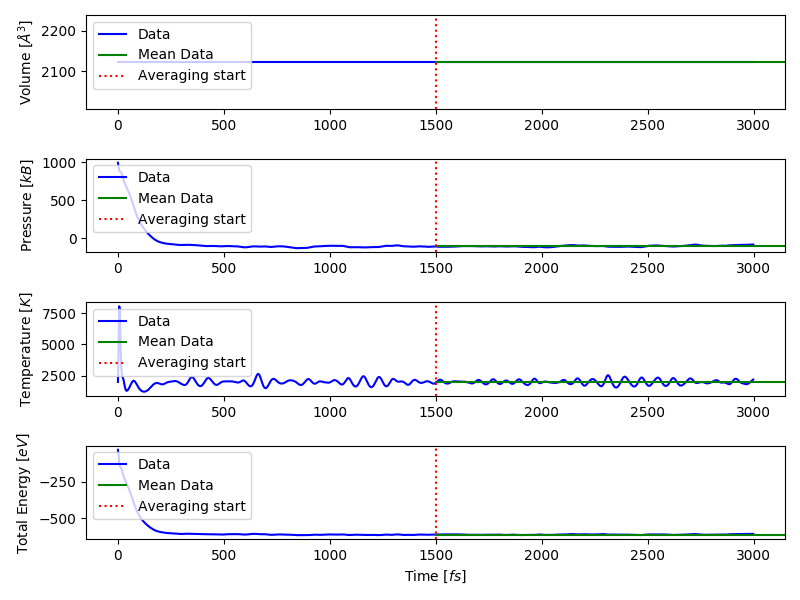 Volume [Å³]
2200
2100
Data
Mean Data
Averaging start
0 500 1000 1500 2000 2500 3000
Pressure [kB]
1000
500
0
Data
Mean Data
Averaging start
0 500 1000 1500 2000 2500 3000
Temperature [K]
7500
5000
2500
Data
Mean Data
Averaging start
0 500 1000 1500 2000 2500 3000
Total Energy [eV]
−250
−500
Data
Mean Data
Averaging start
0 500 1000 1500 2000 2500 3000
Time [fs]